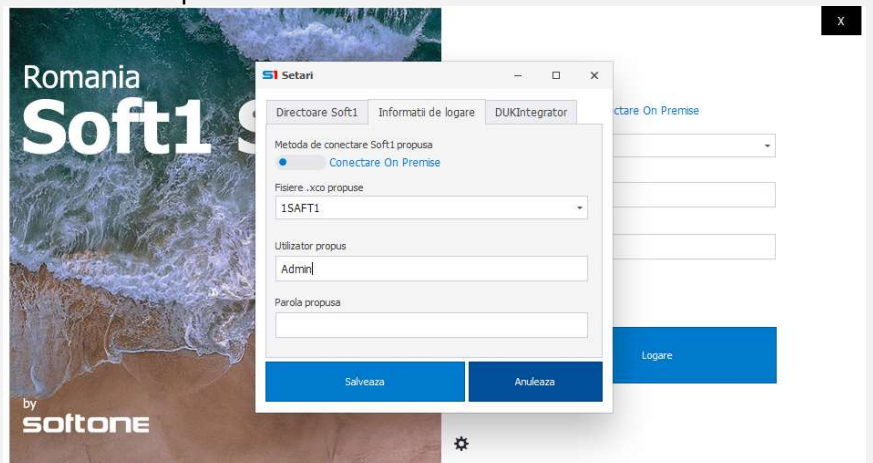 X
Romania
Soft1 S
S1 Setari
Directoare Soft1 Informatii de logare DUKIntegrator
Metoda de conectare Soft1 propusa
Conectare On Premise
ctare On Premise
Fisiere .xco propuse
1SAFT1
Utilizator propus
Admin
Parola propusa
Salveaza Anuleaza
Logare
by
softone